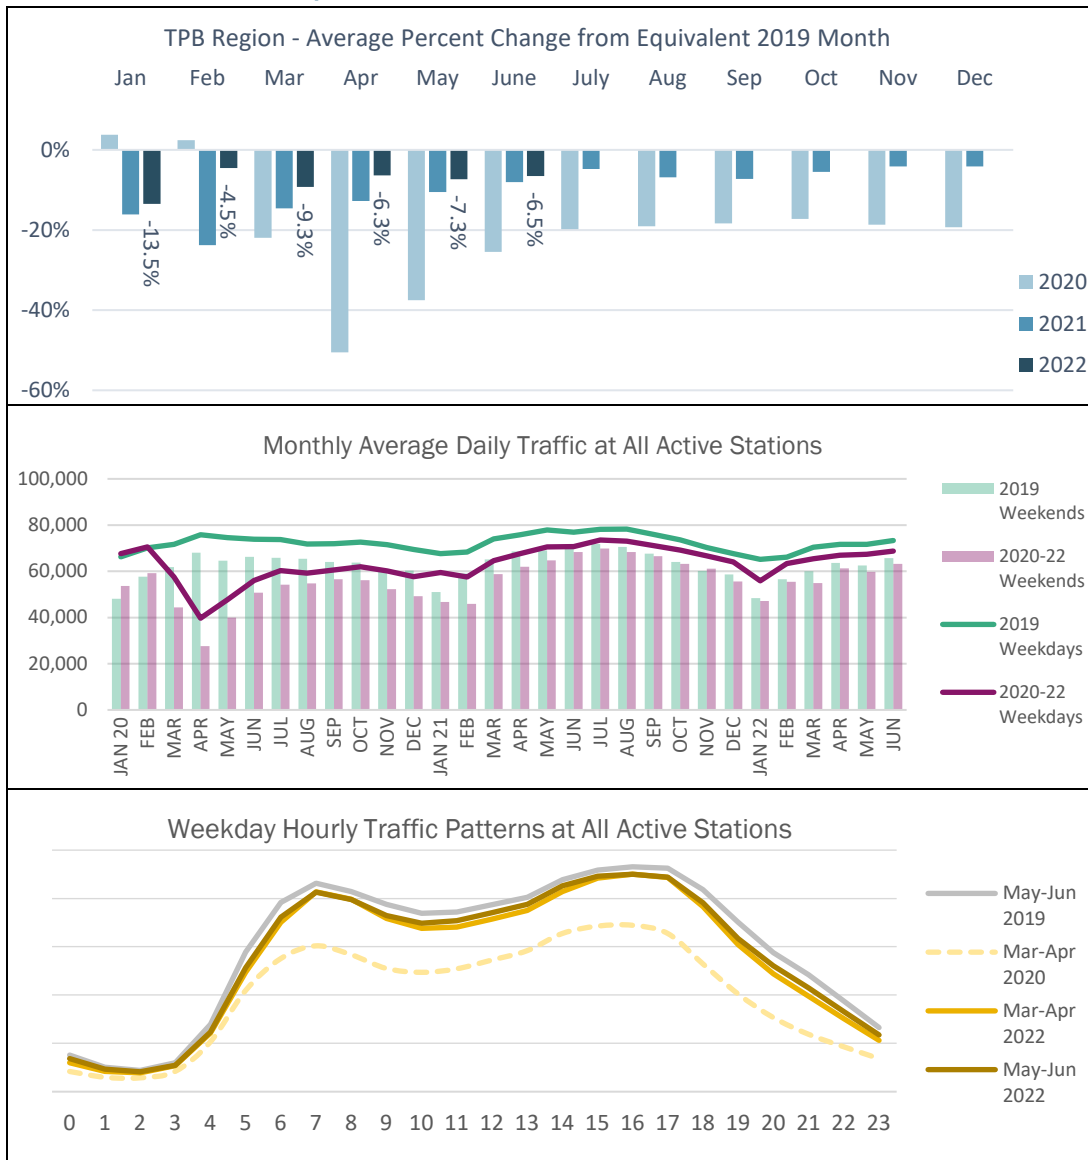 TPB Region - Average Percent Change from Equivalent 2019 Month
Jan Feb Mar Apr May June July Aug Sep Oct Nov Dec
0%
-20%
-40%
-60%
-13.5%
-4.5%
-9.3%
-6.3%
-7.3%
-6.5%
2020
2021
2022
Monthly Average Daily Traffic at All Active Stations
100,000
80,000
60,000
40,000
20,000
0
JAN 20
FEB
MAR
APR
MAY
JUN
JUL
AUG
SEP
OCT
NOV
DEC
JAN 21
FEB
MAR
APR
MAY
JUN
JUL
AUG
SEP
OCT
NOV
DEC
JAN 22
FEB
MAR
APR
MAY
JUN
2019
Weekends
2020-22
Weekends
2019
Weekdays
2020-22
Weekdays
Weekday Hourly Traffic Patterns at All Active Stations
0 1 2 3 4 5 6 7 8 9 10 11 12 13 14 15 16 17 18 19 20 21 22 23
May-Jun
2019
Mar-Apr
2020
Mar-Apr
2022
May-Jun
2022